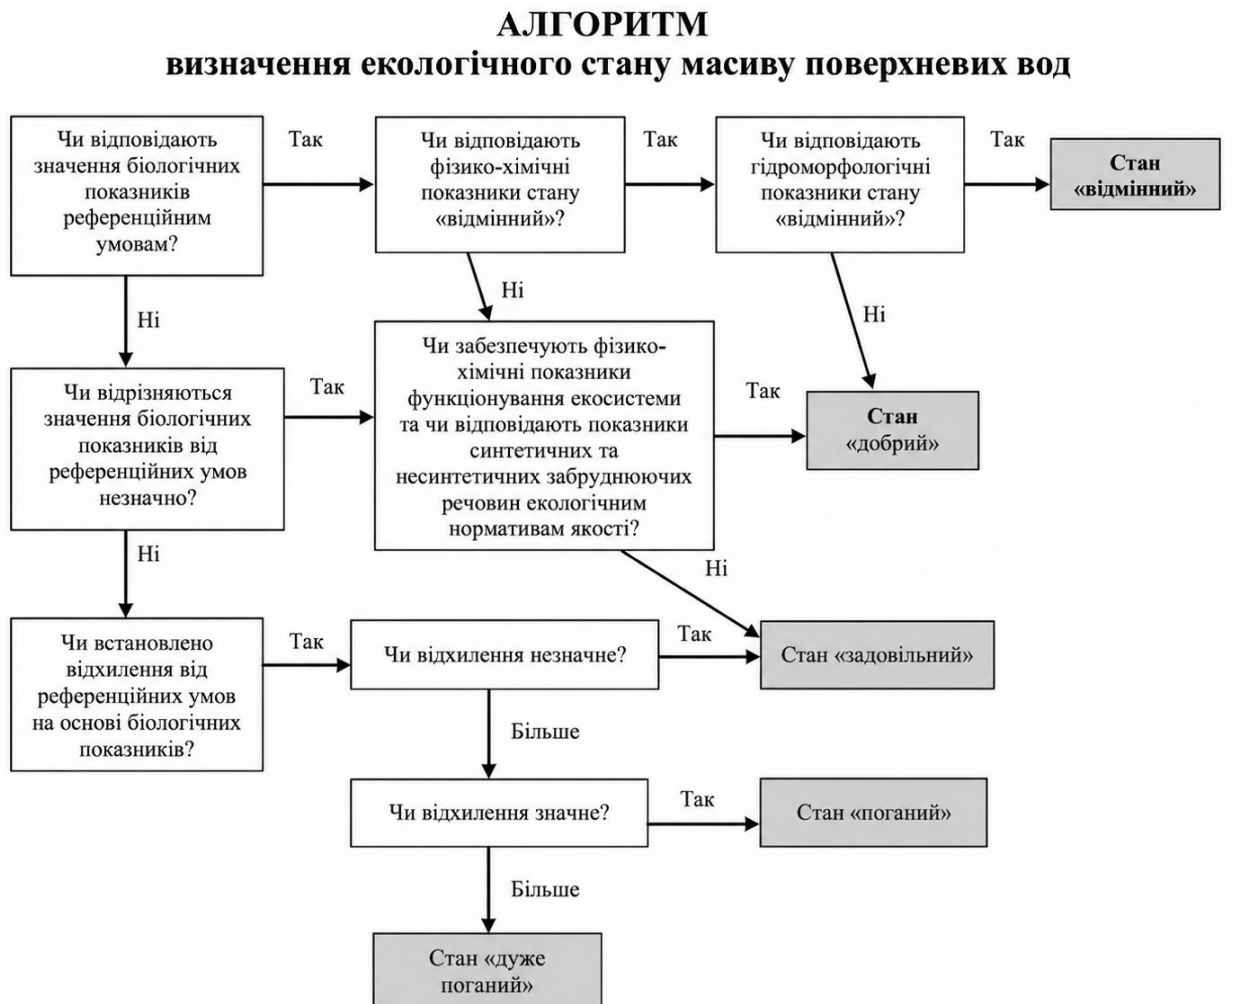 АЛГОРИТМ
визначення екологічного стану масиву поверхневих вод
Чи відповідають
значення біологічних
показників
референційним
умовам?
Так
Чи відповідають
фізико-хімічні
показники стану
«відмінний»?
Так
Чи відповідають
гідроморфологічні
показники стану
«відмінний»?
Так
Стан
«відмінний»
Ні
Ні
Ні
Чи відрізняються
значення біологічних
показників від
референційних умов
незначно?
Так
Чи забезпечують фізико-
хімічні показники
функціонування екосистеми
та чи відповідають показники
синтетичних та
несинтетичних забруднюючих
речовин екологічним
нормативам якості?
Так
Стан
«добрий»
Ні
Ні
Чи встановлено
відхилення від
референційних умов
на основі біологічних
показників?
Так
Чи відхилення незначне?
Так
Стан «задовільний»
Більше
Чи відхилення значне?
Так
Стан «поганий»
Більше
Стан «дуже
поганий»